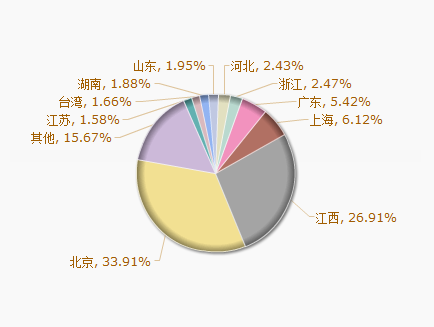 山东, 1.95%
河北, 2.43%
湖南, 1.88%
浙江, 2.47%
台湾, 1.66%
广东, 5.42%
江苏, 1.58%
上海, 6.12%
其他, 15.67%
江西, 26.91%
北京, 33.91%